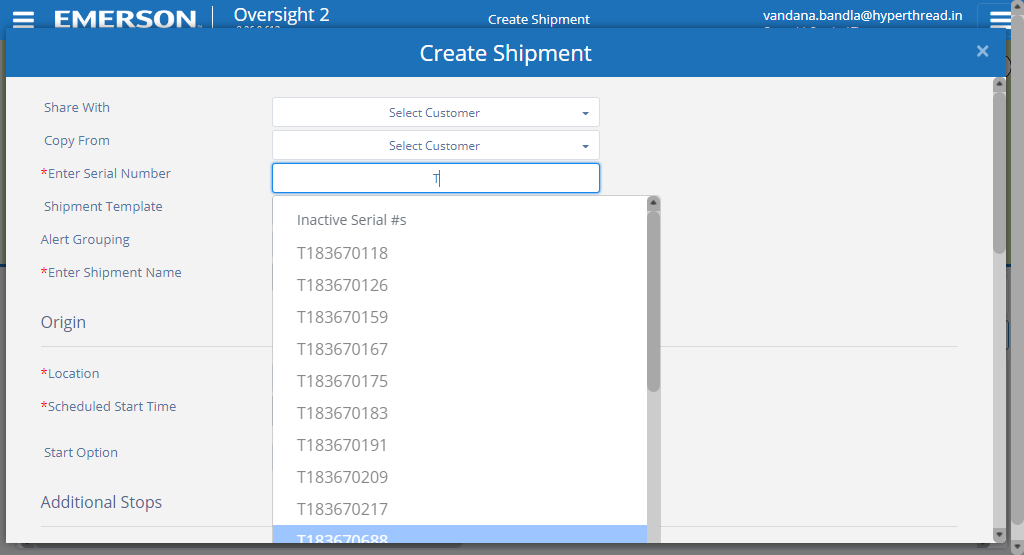 EMERSON Oversight 2
Create Shipment
vandana.bandla@hyperthread.in
Create Shipment
×
Share With
Select Customer
Copy From
Select Customer
*Enter Serial Number
T
Shipment Template
Alert Grouping
*Enter Shipment Name
Inactive Serial #s
T183670118
T183670126
T183670159
T183670167
T183670175
T183670183
T183670191
T183670209
T183670217
T183670688
Origin
*Location
*Scheduled Start Time
Start Option
Additional Stops